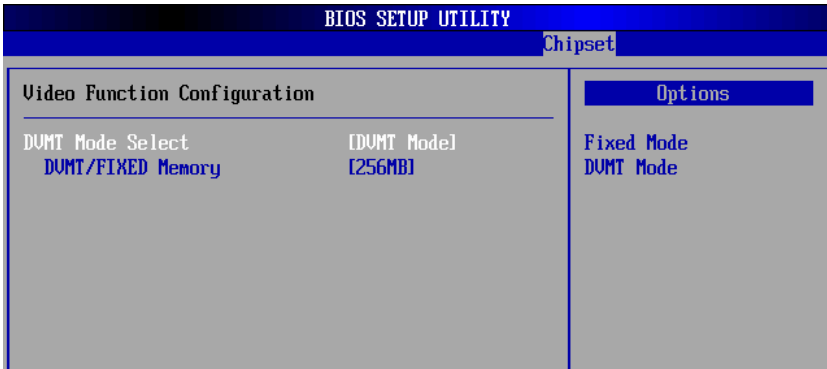 BIOS SETUP UTILITY
Chipset
Video Function Configuration
DVMT Mode Select [DVMT Mode]
DVMT/FIXED Memory [256MB]
Options
Fixed Mode
DVMT Mode